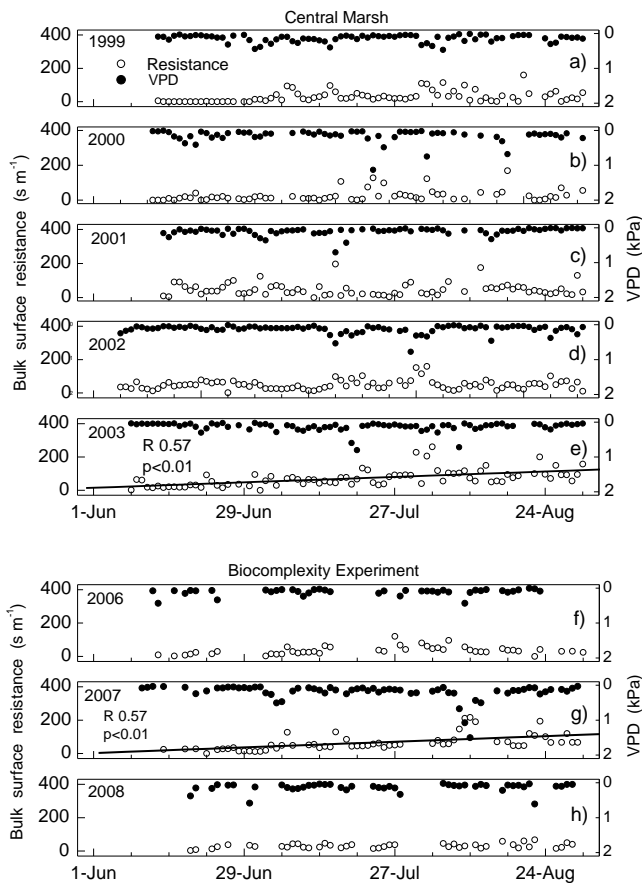 Central Marsh
400
200
0
0
1
2
1999
Resistance
VPD
a)
400
200
0
0
1
2
2000
b)
400
200
0
0
1
2
2001
c)
400
200
0
0
1
2
2002
d)
400
200
0
0
1
2
2003
R 0.57
p<0.01
e)
1-Jun
29-Jun
27-Jul
24-Aug
Bulk surface resistance (s m-1)
VPD (kPa)
Biocomplexity Experiment
400
200
0
0
1
2
2006
f)
400
200
0
0
1
2
2007
R 0.57
p<0.01
g)
400
200
0
0
1
2
2008
h)
1-Jun
29-Jun
27-Jul
24-Aug
Bulk surface resistance (s m-1)
VPD (kPa)